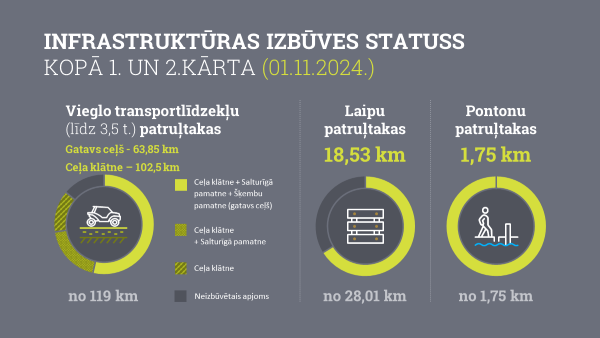 INFRASTRUKTŪRAS IZBŪVES STATUSS
KOPĀ 1. UN 2.KĀRTA (01.11.2024.)
Vieglo transportlīdzekļu
(līdz 3,5 t.) patruļtakas
Gatavs ceļš - 63,85 km
Ceļa klātne – 102,5 km
Ceļa klātne + Salturīgā
pamatne + Šķembu
pamatne (gatavs ceļš)
Ceļa klātne
+ Salturīgā pamatne
Ceļa klātne
Neizbūvētais apjoms
no 119 km
Laipu
patruļtakas
18,53 km
no 28,01 km
Pontonu
patruļtakas
1,75 km
no 1,75 km